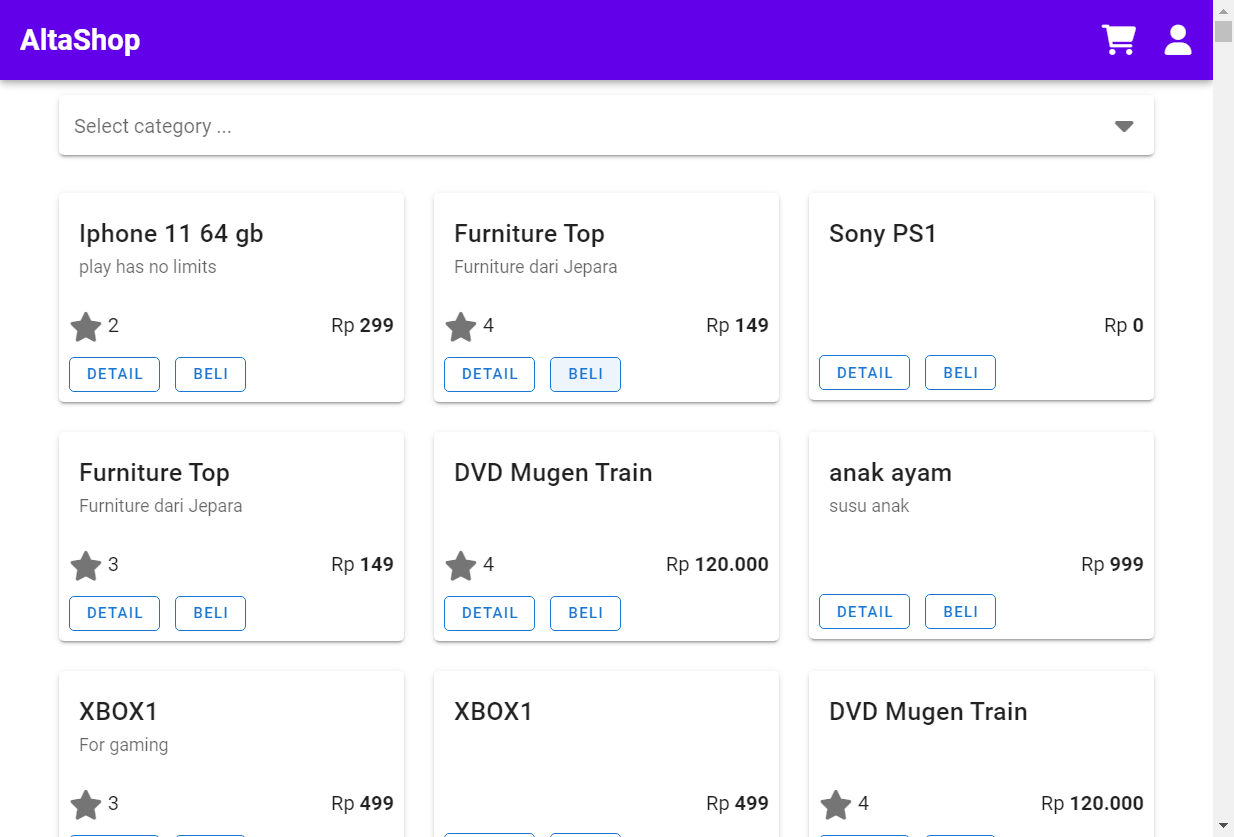 AltaShop
Select category ...
Iphone 11 64 gb
play has no limits
2
Rp 299
DETAIL
BELI
Furniture Top
Furniture dari Jepara
4
Rp 149
DETAIL
BELI
Sony PS1
Rp 0
DETAIL
BELI
Furniture Top
Furniture dari Jepara
3
Rp 149
DETAIL
BELI
DVD Mugen Train
4
Rp 120.000
DETAIL
BELI
anak ayam
susu anak
Rp 999
DETAIL
BELI
XBOX1
For gaming
3
Rp 499
XBOX1
Rp 499
DVD Mugen Train
4
Rp 120.000